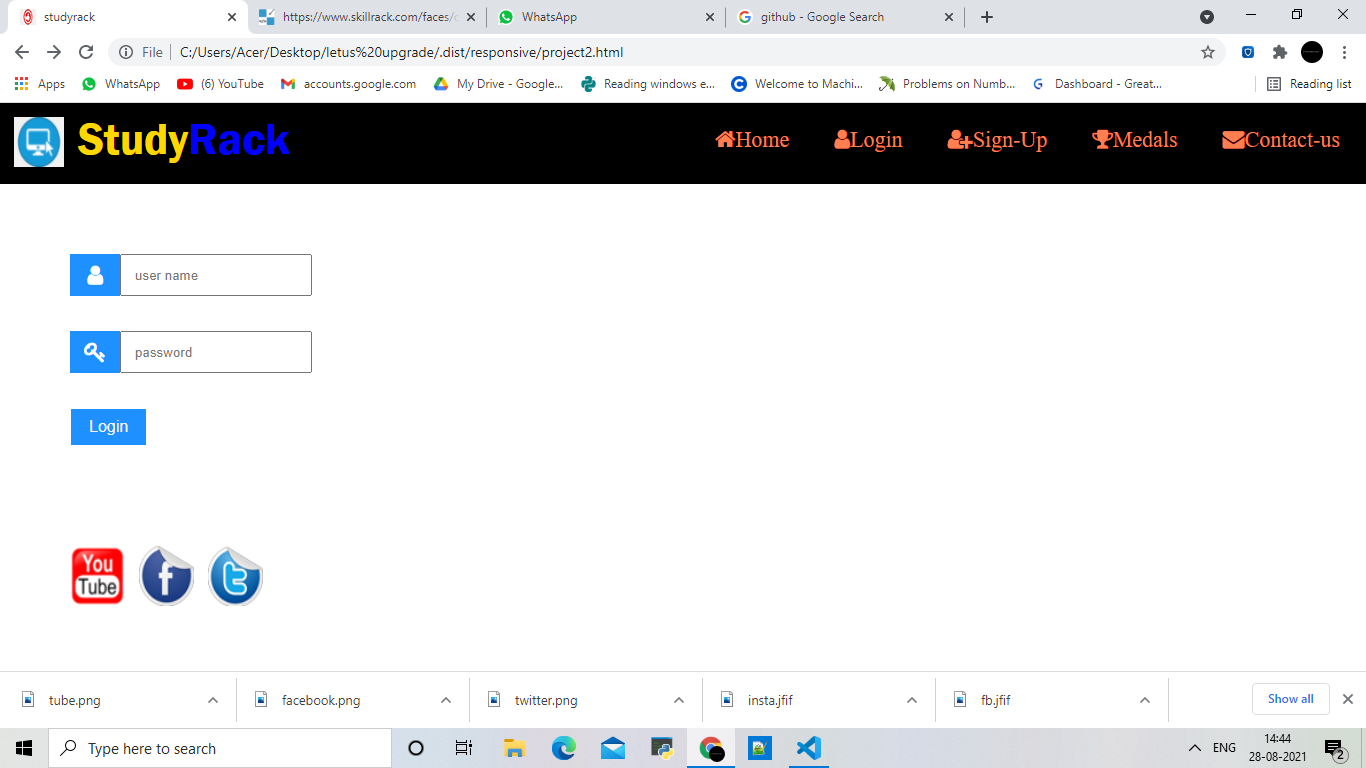 studyrack
https://www.skillrack.com/faces/c
WhatsApp
github - Google Search
File
C:/Users/Acer/Desktop/letus%20upgrade/.dist/responsive/project2.html
Apps
WhatsApp
(6) YouTube
accounts.google.com
My Drive - Google...
Reading windows e...
Welcome to Machi...
Problems on Numb...
Dashboard - Great...
Reading list
StudyRack
Home
Login
Sign-Up
Medals
Contact-us
user name
password
Login
You
Tube
f
t
tube.png
facebook.png
twitter.png
insta.jfif
fb.jfif
Show all
Type here to search
ENG
14:44
28-08-2021
2